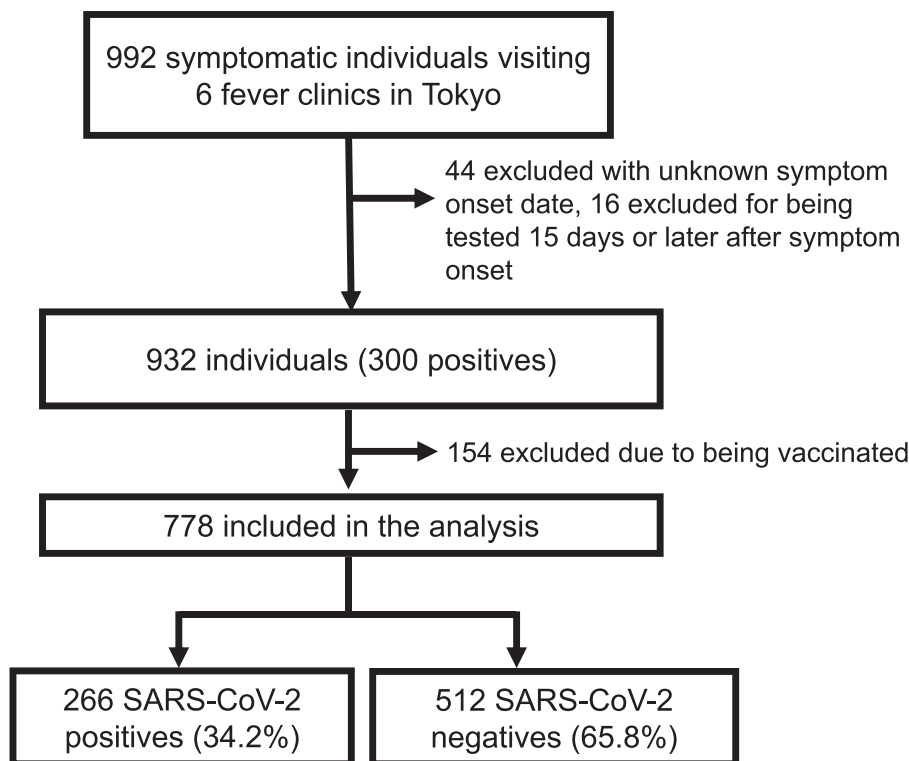 992 symptomatic individuals visiting
6 fever clinics in Tokyo
44 excluded with unknown symptom
onset date, 16 excluded for being
tested 15 days or later after symptom
onset
932 individuals (300 positives)
154 excluded due to being vaccinated
778 included in the analysis
266 SARS-CoV-2
positives (34.2%)
512 SARS-CoV-2
negatives (65.8%)